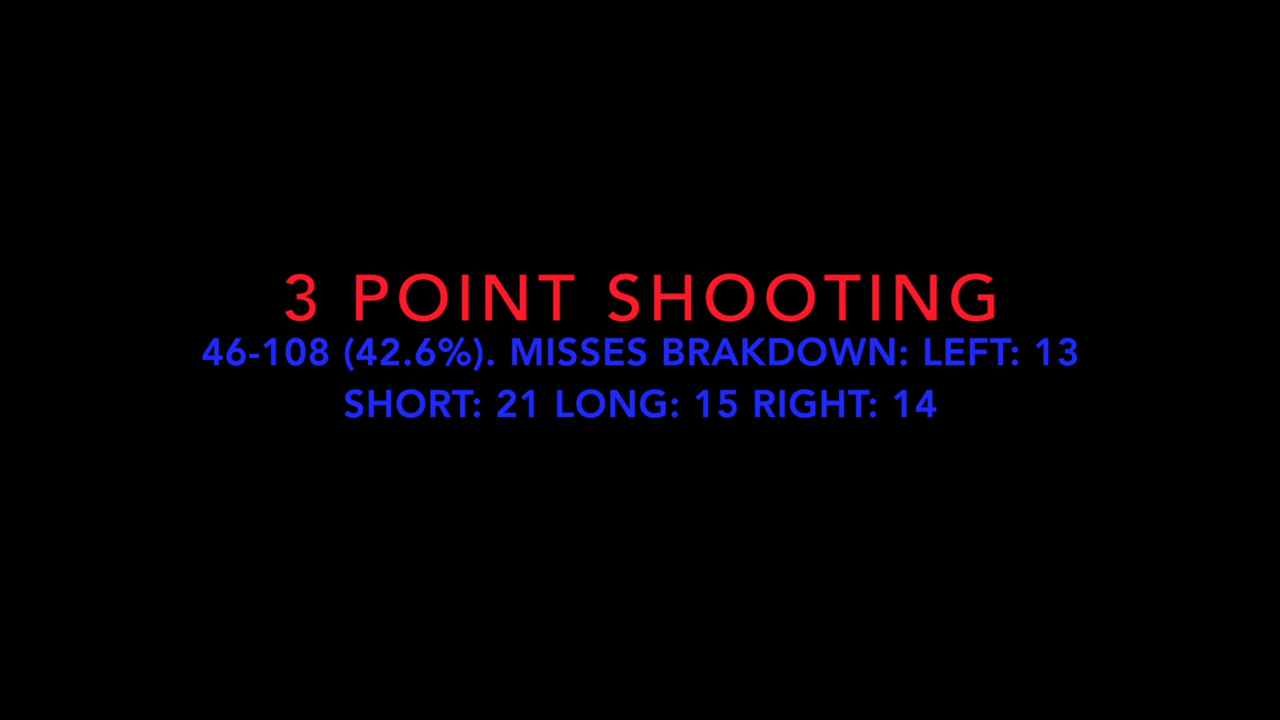 3 POINT SHOOTING
46-108 (42.6%). MISSES BRAKDOWN: LEFT: 13
SHORT: 21 LONG: 15 RIGHT: 14